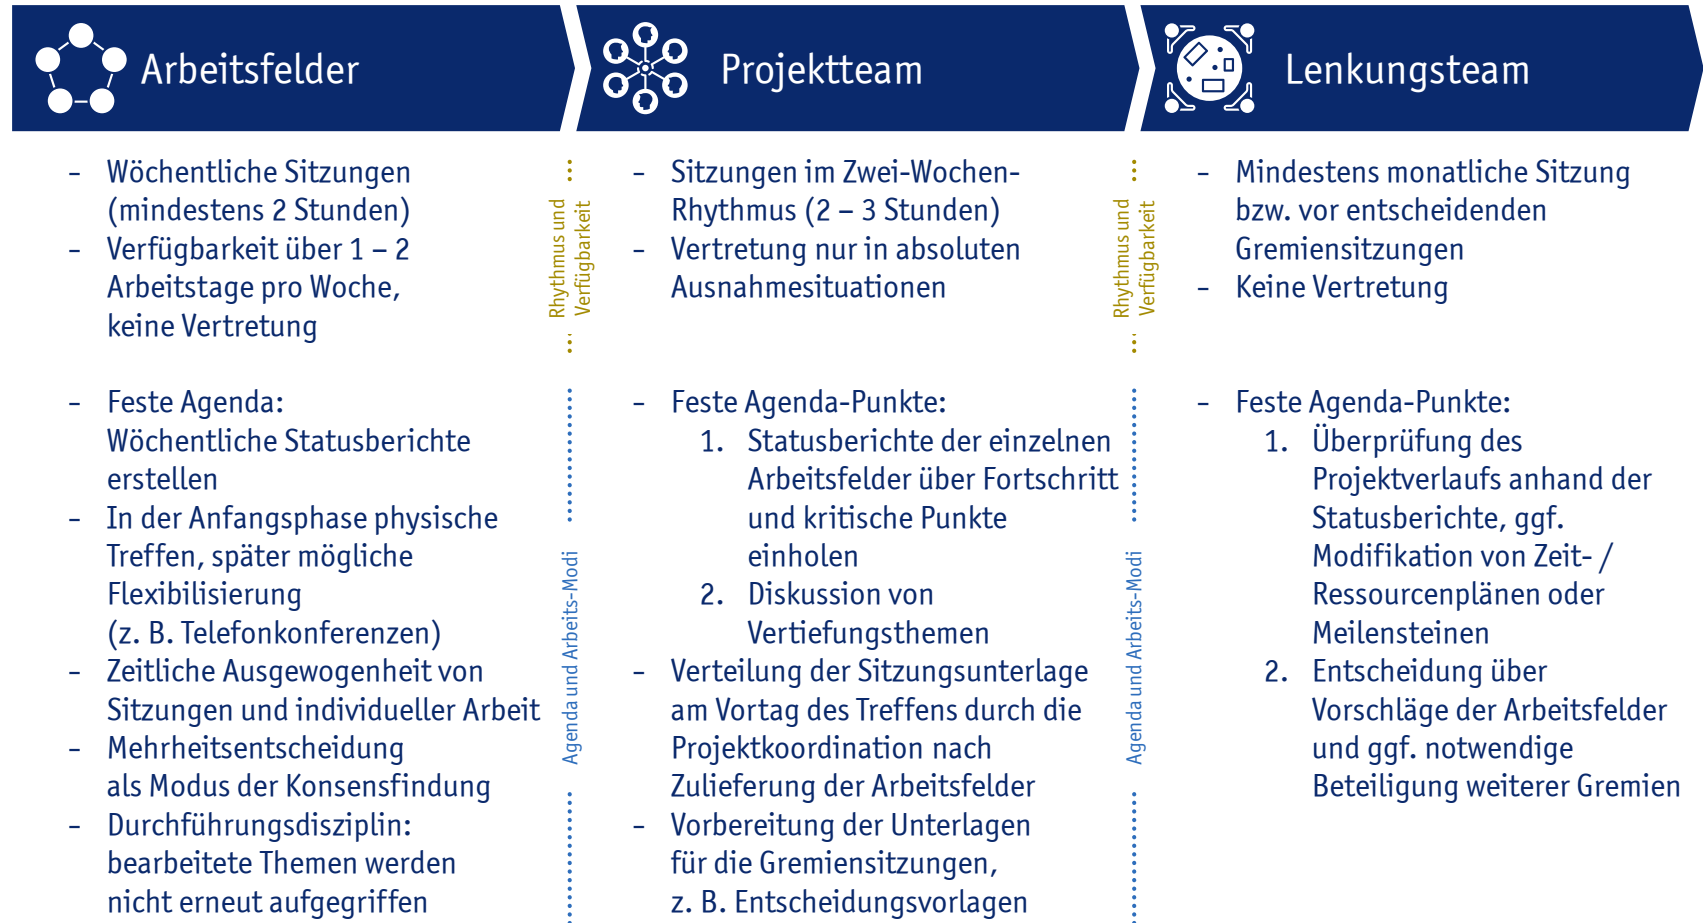 Arbeitsfelder
Projektteam
Lenkungsteam
- Wöchentliche Sitzungen
(mindestens 2 Stunden)
- Verfügbarkeit über 1 – 2
Arbeitstage pro Woche,
keine Vertretung
Rhythmus und
Verfügbarkeit
- Sitzungen im Zwei-Wochen-
Rhythmus (2 – 3 Stunden)
- Vertretung nur in absoluten
Ausnahmesituationen
Rhythmus und
Verfügbarkeit
- Mindestens monatliche Sitzung
bzw. vor entscheidenden
Gremiensitzungen
- Keine Vertretung
- Feste Agenda:
Wöchentliche Statusberichte
erstellen
- In der Anfangsphase physische
Treffen, später mögliche
Flexibilisierung
(z. B. Telefonkonferenzen)
- Zeitliche Ausgewogenheit von
Sitzungen und individueller Arbeit
- Mehrheitsentscheidung
als Modus der Konsensfindung
- Durchführungsdisziplin:
bearbeitete Themen werden
nicht erneut aufgegriffen
Agenda und Arbeits-Modi
- Feste Agenda-Punkte:
1. Statusberichte der einzelnen
Arbeitsfelder über Fortschritt
und kritische Punkte
einholen
2. Diskussion von
Vertiefungsthemen
- Verteilung der Sitzungsunterlage
am Vortag des Treffens durch die
Projektkoordination nach
Zulieferung der Arbeitsfelder
- Vorbereitung der Unterlagen
für die Gremiensitzungen,
z. B. Entscheidungsvorlagen
Agenda und Arbeits-Modi
- Feste Agenda-Punkte:
1. Überprüfung des
Projektverlaufs anhand der
Statusberichte, ggf.
Modifikation von Zeit- /
Ressourcenplänen oder
Meilensteinen
2. Entscheidung über
Vorschläge der Arbeitsfelder
und ggf. notwendige
Beteiligung weiterer Gremien